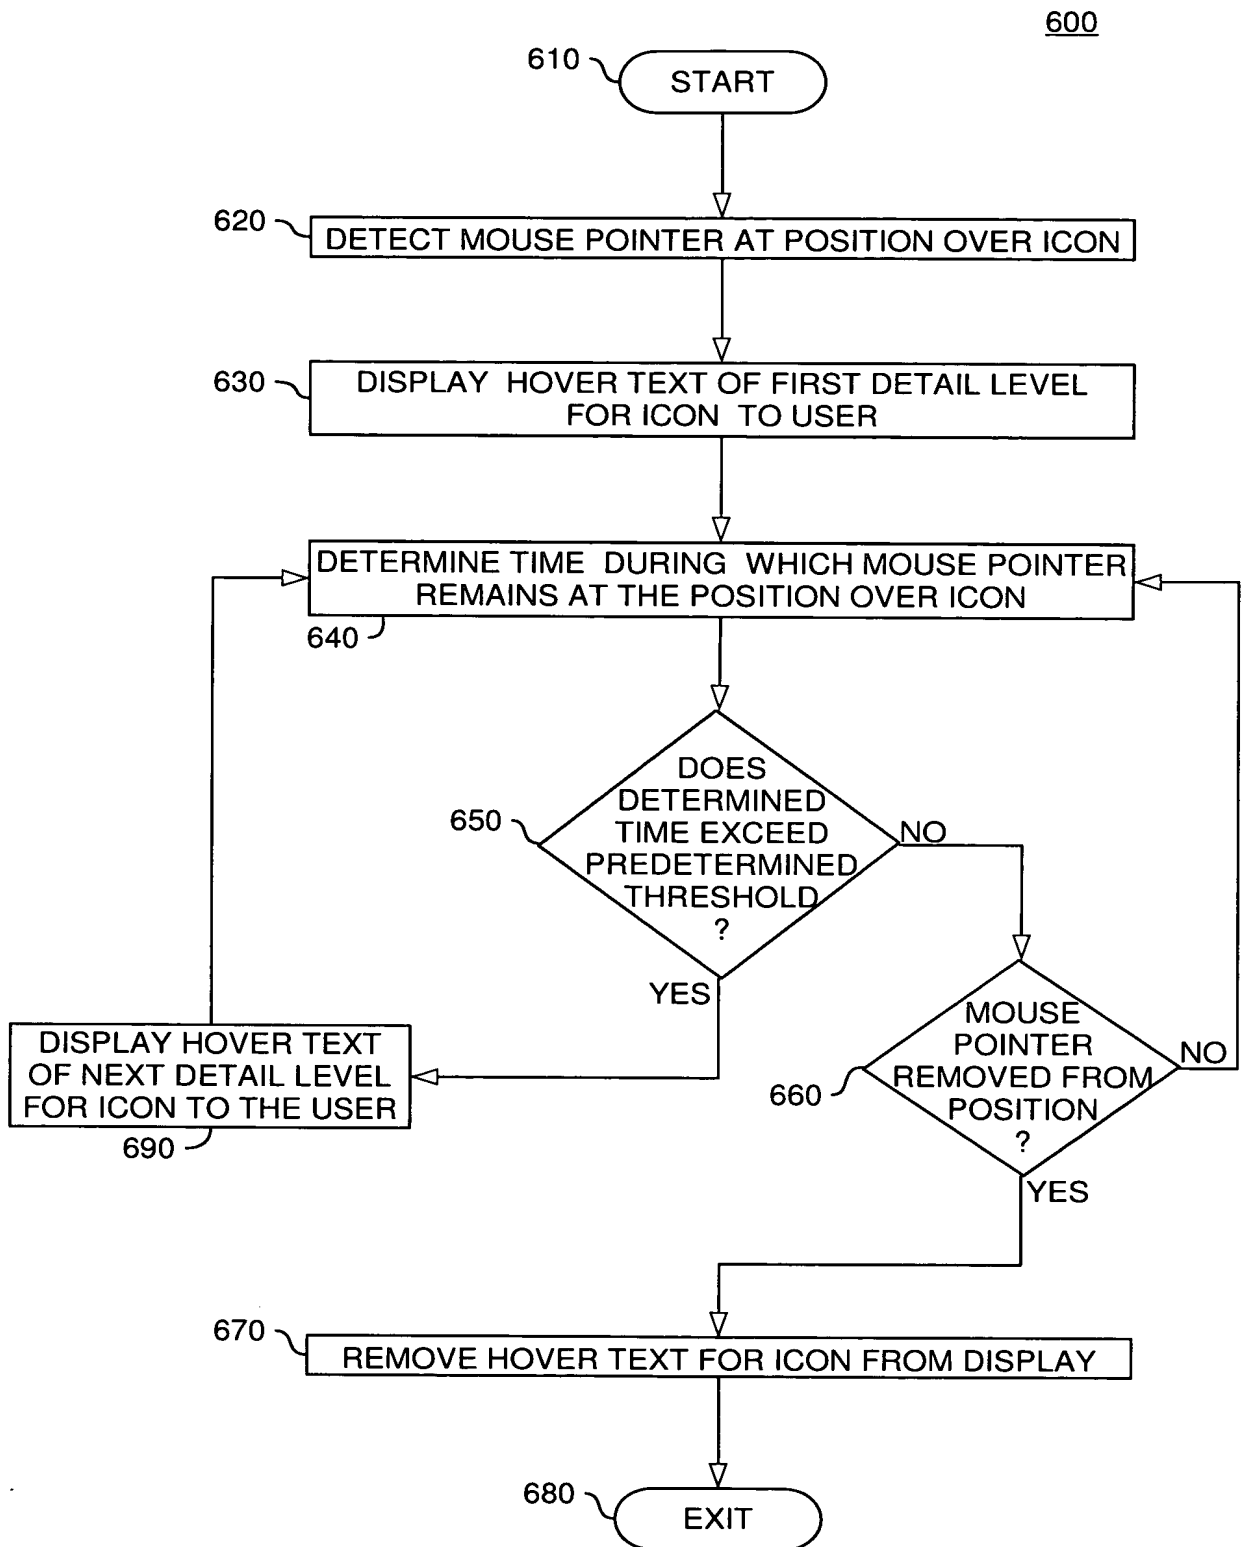 600
610
START
620
DETECT MOUSE POINTER AT POSITION OVER ICON
630
DISPLAY HOVER TEXT OF FIRST DETAIL LEVEL
FOR ICON TO USER
DETERMINE TIME DURING WHICH MOUSE POINTER
REMAINS AT THE POSITION OVER ICON
640
650
DOES
DETERMINED
TIME EXCEED
PREDETERMINED
THRESHOLD
?
NO
YES
660
MOUSE
POINTER
REMOVED FROM
POSITION
?
NO
YES
DISPLAY HOVER TEXT
OF NEXT DETAIL LEVEL
FOR ICON TO THE USER
690
670
REMOVE HOVER TEXT FOR ICON FROM DISPLAY
680
EXIT